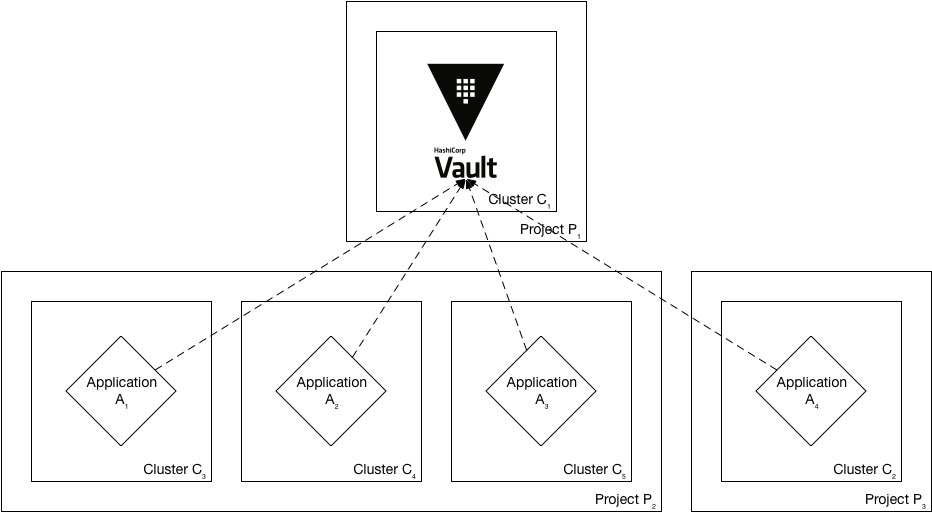 HashiCorp
Vault
Cluster C₁
Project P₁
Application
A₁
Application
A₂
Application
A₃
Application
A₄
Cluster C₃
Cluster C₄
Cluster C₅
Cluster C₂
Project P₂
Project P₃